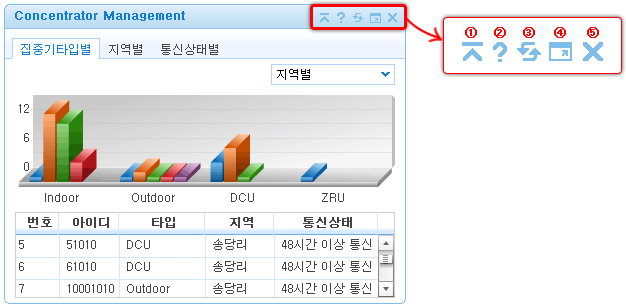 Concentrator Management
① ② ③ ④ ⑤
?
?
집중기타입별 지역별 통신상태별
지역별
12
6
0
Indoor Outdoor DCU ZRU
번호 아이디 타입 지역 통신상태
5 51010 DCU 송당리 48시간 이상 통신
6 61010 DCU 송당리 48시간 이상 통신
7 10001010 Outdoor 송당리 48시간 이상 통신